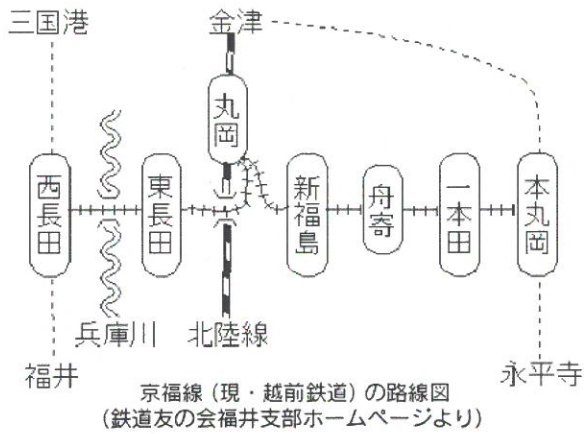 三国港
金津
丸岡
西長田
東長田
新福島
舟寄
一本田
本丸岡
兵庫川
北陸線
福井
永平寺
京福線(現・越前鉄道)の路線図
(鉄道友の会福井支部ホームページより)